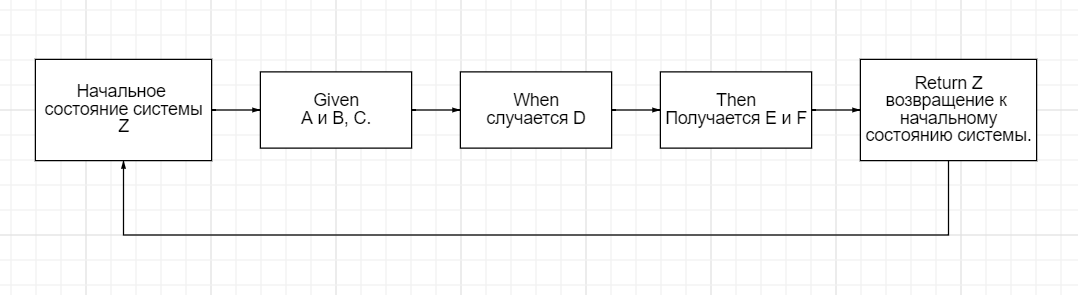 Начальное
состояние системы
Z
Given
A и B, C.
When
случается D
Then
Получается E и F
Return Z
возвращение к
начальному
состоянию системы.